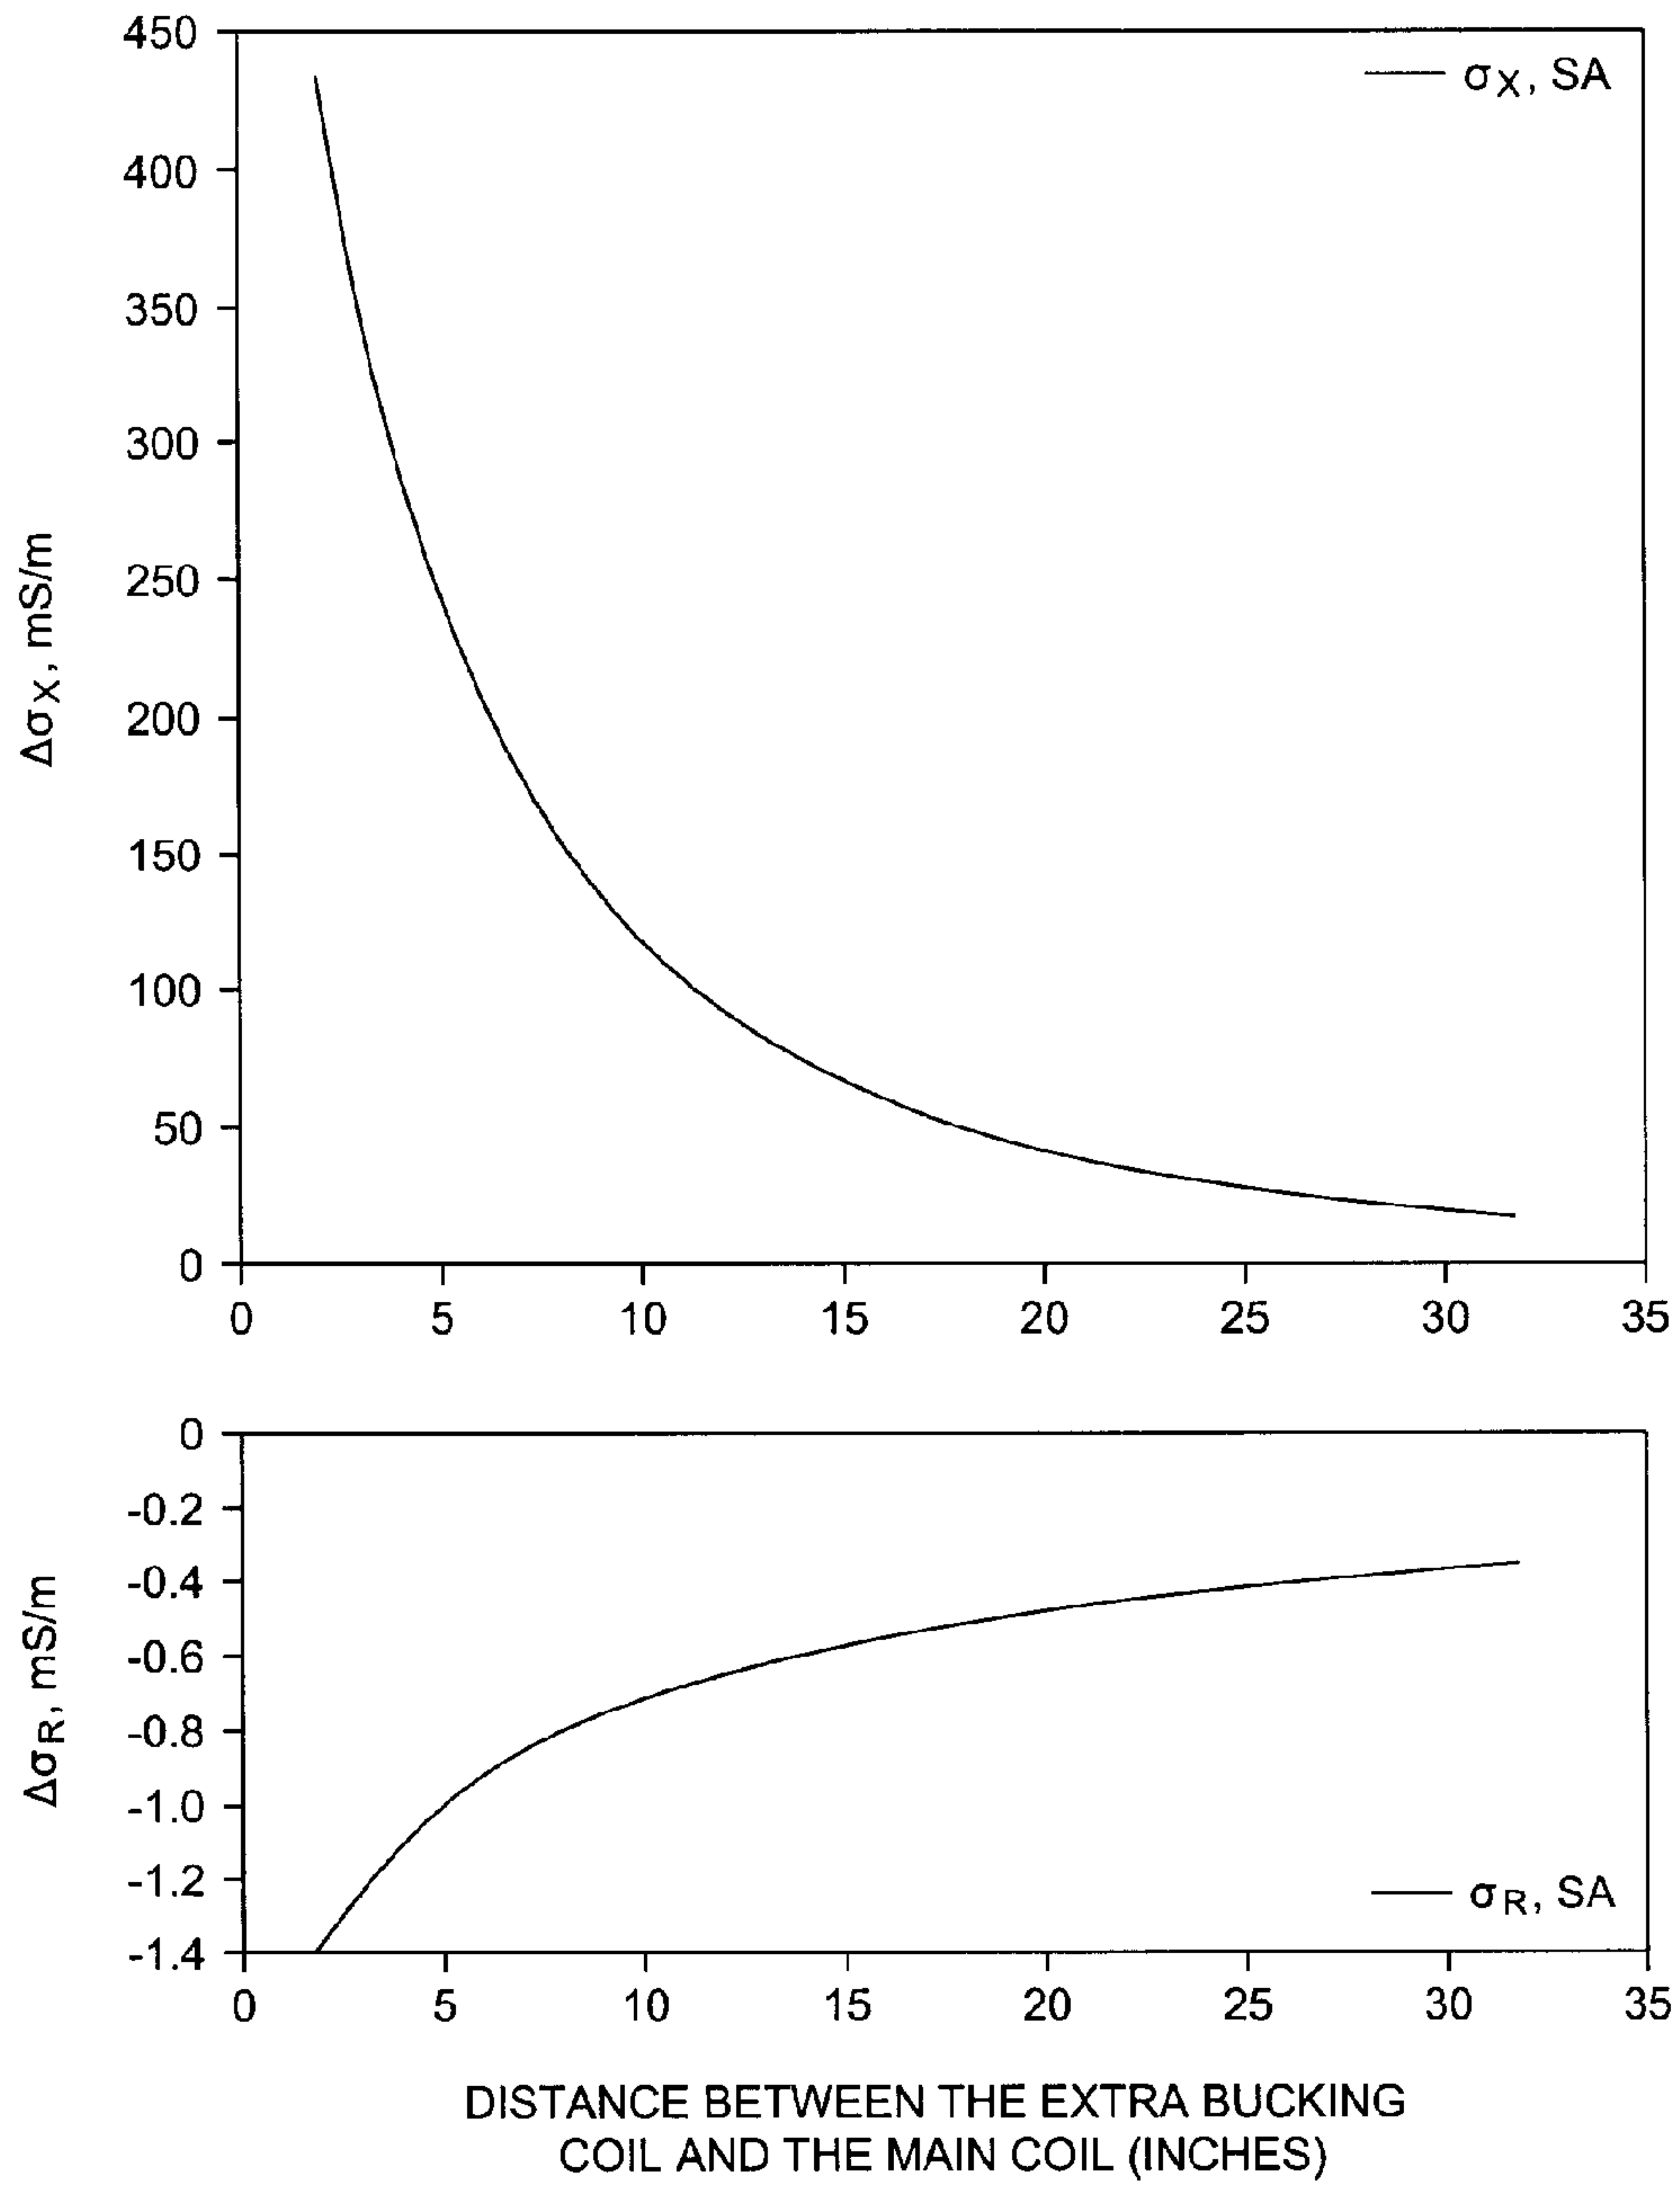 450
σX, SA
400
350
300
250
200
150
100
50
0
ΔσX, mS/m
0 5 10 15 20 25 30 35
0
-0.2
-0.4
-0.6
-0.8
-1.0
-1.2
-1.4
ΔσR, mS/m
σR, SA
0 5 10 15 20 25 30 35
DISTANCE BETWEEN THE EXTRA BUCKING
COIL AND THE MAIN COIL (INCHES)